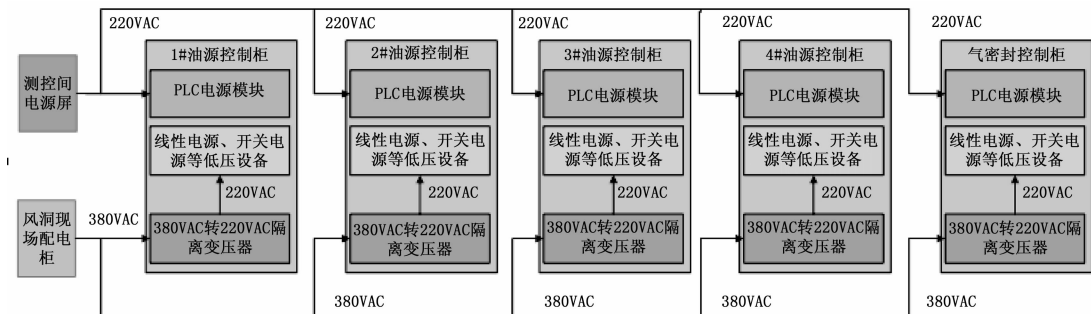 220VAC
220VAC
220VAC
220VAC
220VAC
测控间
电源屏
1#油源控制柜
PLC电源模块
线性电源、开关电
源等低压设备
220VAC
380VAC转220VAC隔
离变压器
2#油源控制柜
PLC电源模块
线性电源、开关电
源等低压设备
220VAC
380VAC转220VAC隔
离变压器
3#油源控制柜
PLC电源模块
线性电源、开关电
源等低压设备
220VAC
380VAC转220VAC隔
离变压器
4#油源控制柜
PLC电源模块
线性电源、开关电
源等低压设备
220VAC
380VAC转220VAC隔
离变压器
气密封控制柜
PLC电源模块
线性电源、开关电
源等低压设备
220VAC
380VAC转220VAC隔
离变压器
风洞现
场配电
柜
380VAC
380VAC
380VAC
380VAC
380VAC